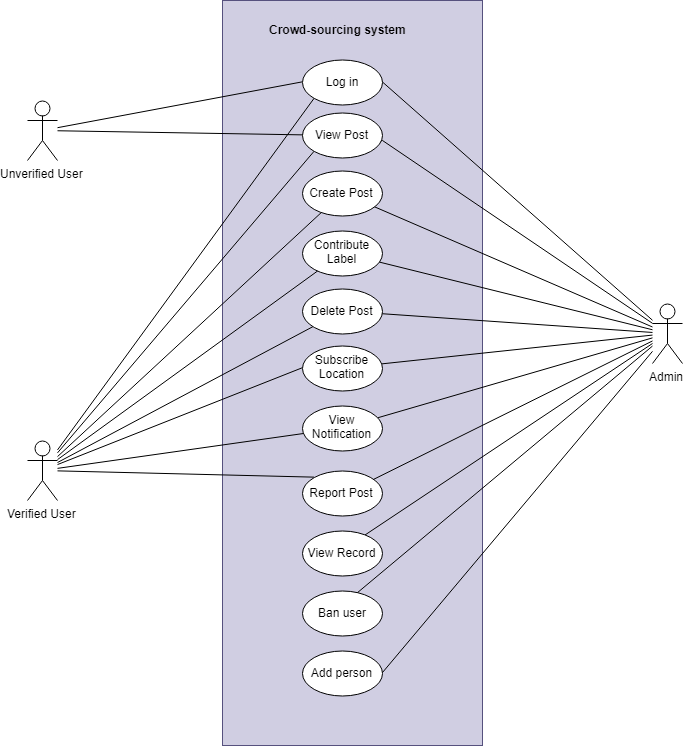 Crowd-sourcing system
Log in
View Post
Unverified User
Create Post
Contribute
Label
Delete Post
Subscribe
Location
Admin
View
Notification
Report Post
Verified User
View Record
Ban user
Add person